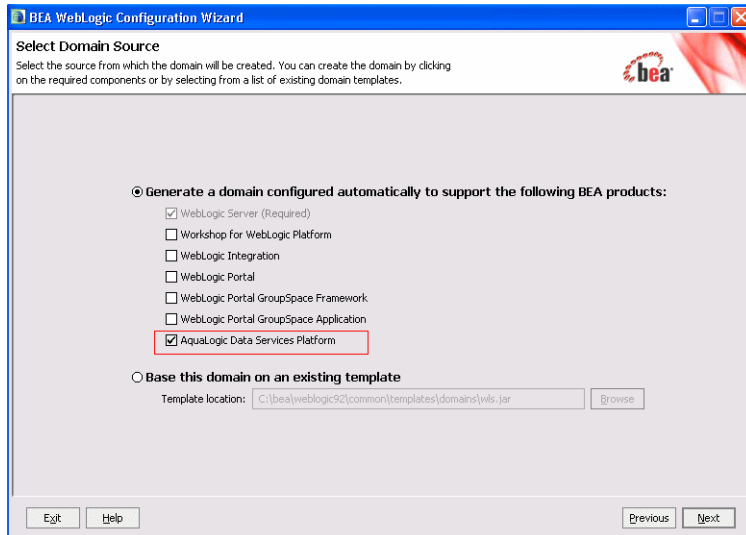 BEA WebLogic Configuration Wizard
Select Domain Source
Select the source from which the domain will be created. You can create the domain by clicking
on the required components or by selecting from a list of existing domain templates.
bea
Generate a domain configured automatically to support the following BEA products:
WebLogic Server (Required)
Workshop for WebLogic Platform
WebLogic Integration
WebLogic Portal
WebLogic Portal GroupSpace Framework
WebLogic Portal GroupSpace Application
AquaLogic Data Services Platform
Base this domain on an existing template
Template location: C:\bea\weblogic92\common\templates\domains\wls.jar Browse
Exit Help Previous Next